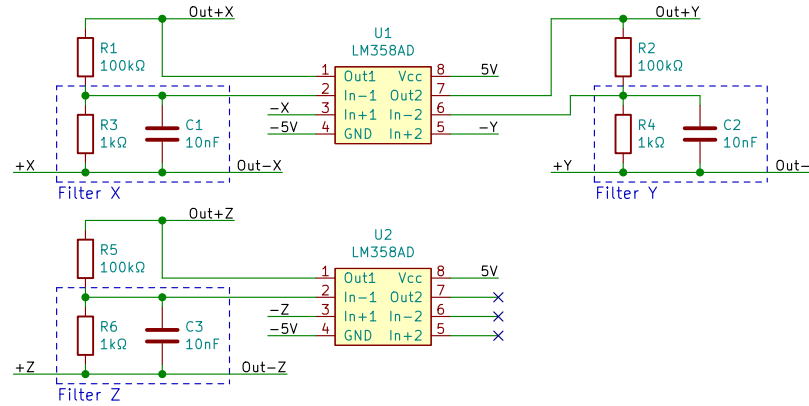 Out+X
R1
100kΩ
R3
1kΩ
C1
10nF
+X
Out-X
Filter X
U1
LM358AD
1 Out1 Vcc 8 5V
2 In-1 Out2 7
-X 3 In+1 In-2 6
-5V 4 GND In+2 5 -Y
Out+Y
R2
100kΩ
R4
1kΩ
C2
10nF
+Y
Out-
Filter Y
Out+Z
R5
100kΩ
R6
1kΩ
C3
10nF
+Z
Out-Z
Filter Z
U2
LM358AD
1 Out1 Vcc 8 5V
2 In-1 Out2 7
-Z 3 In+1 In-2 6
-5V 4 GND In+2 5